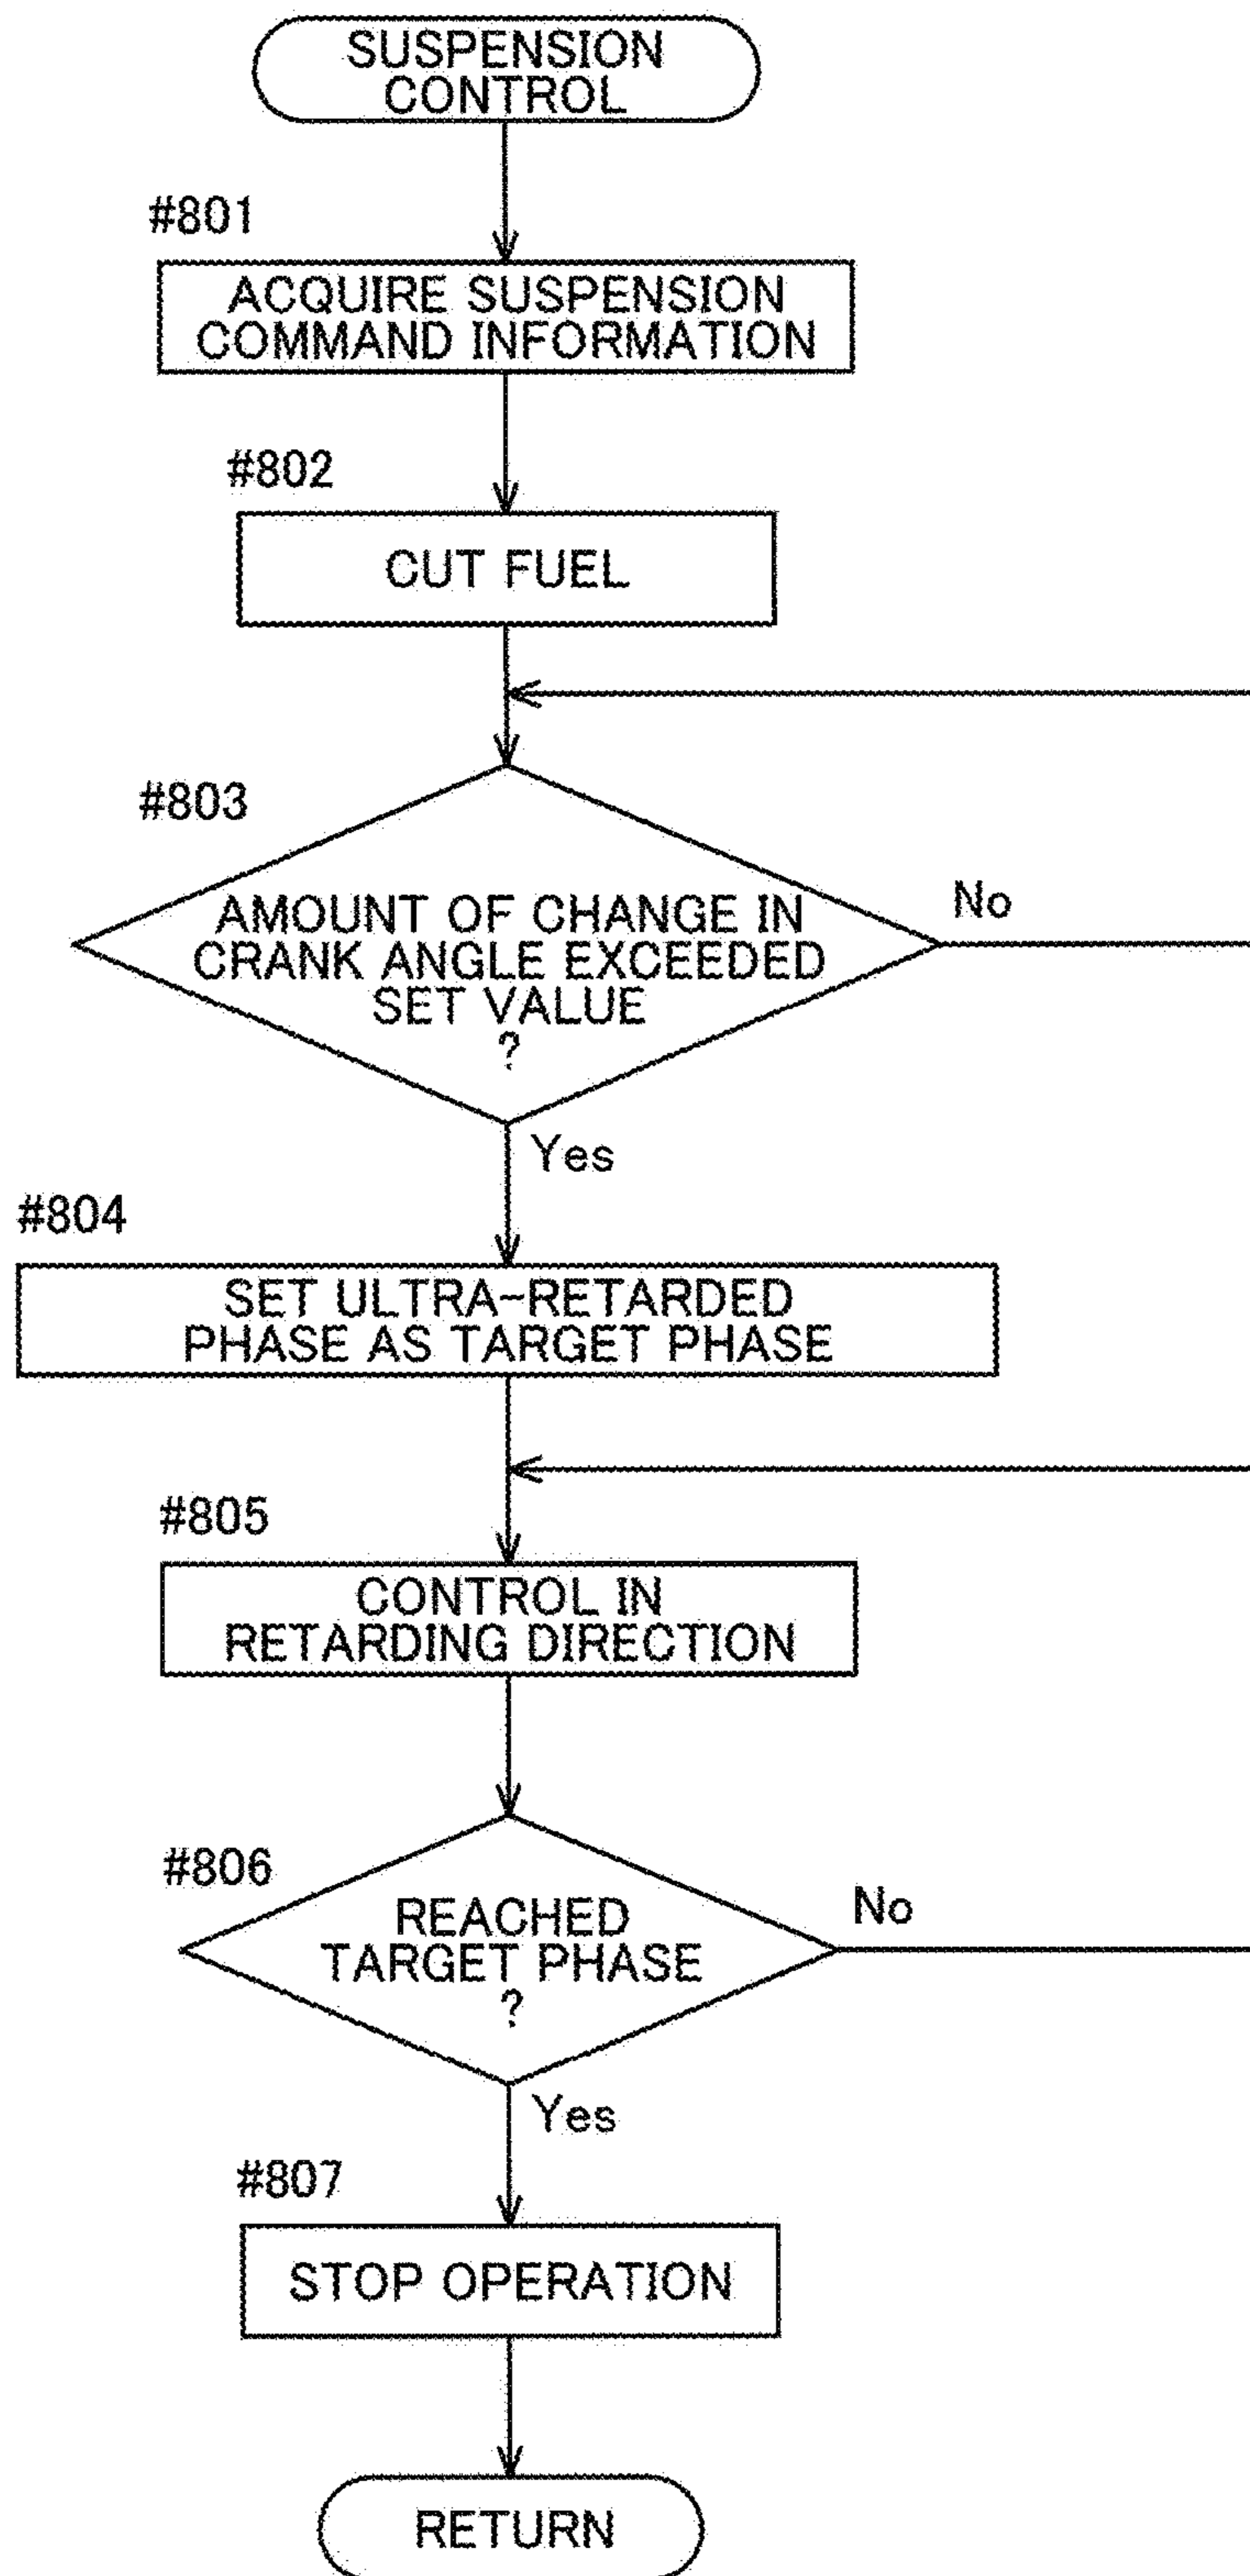 SUSPENSION
CONTROL
#801
ACQUIRE SUSPENSION
COMMAND INFORMATION
#802
CUT FUEL
#803
AMOUNT OF CHANGE IN
CRANK ANGLE EXCEEDED
SET VALUE
?
No
Yes
#804
SET ULTRA-RETARDED
PHASE AS TARGET PHASE
#805
CONTROL IN
RETARDING DIRECTION
#806
REACHED
TARGET PHASE
?
No
Yes
#807
STOP OPERATION
RETURN